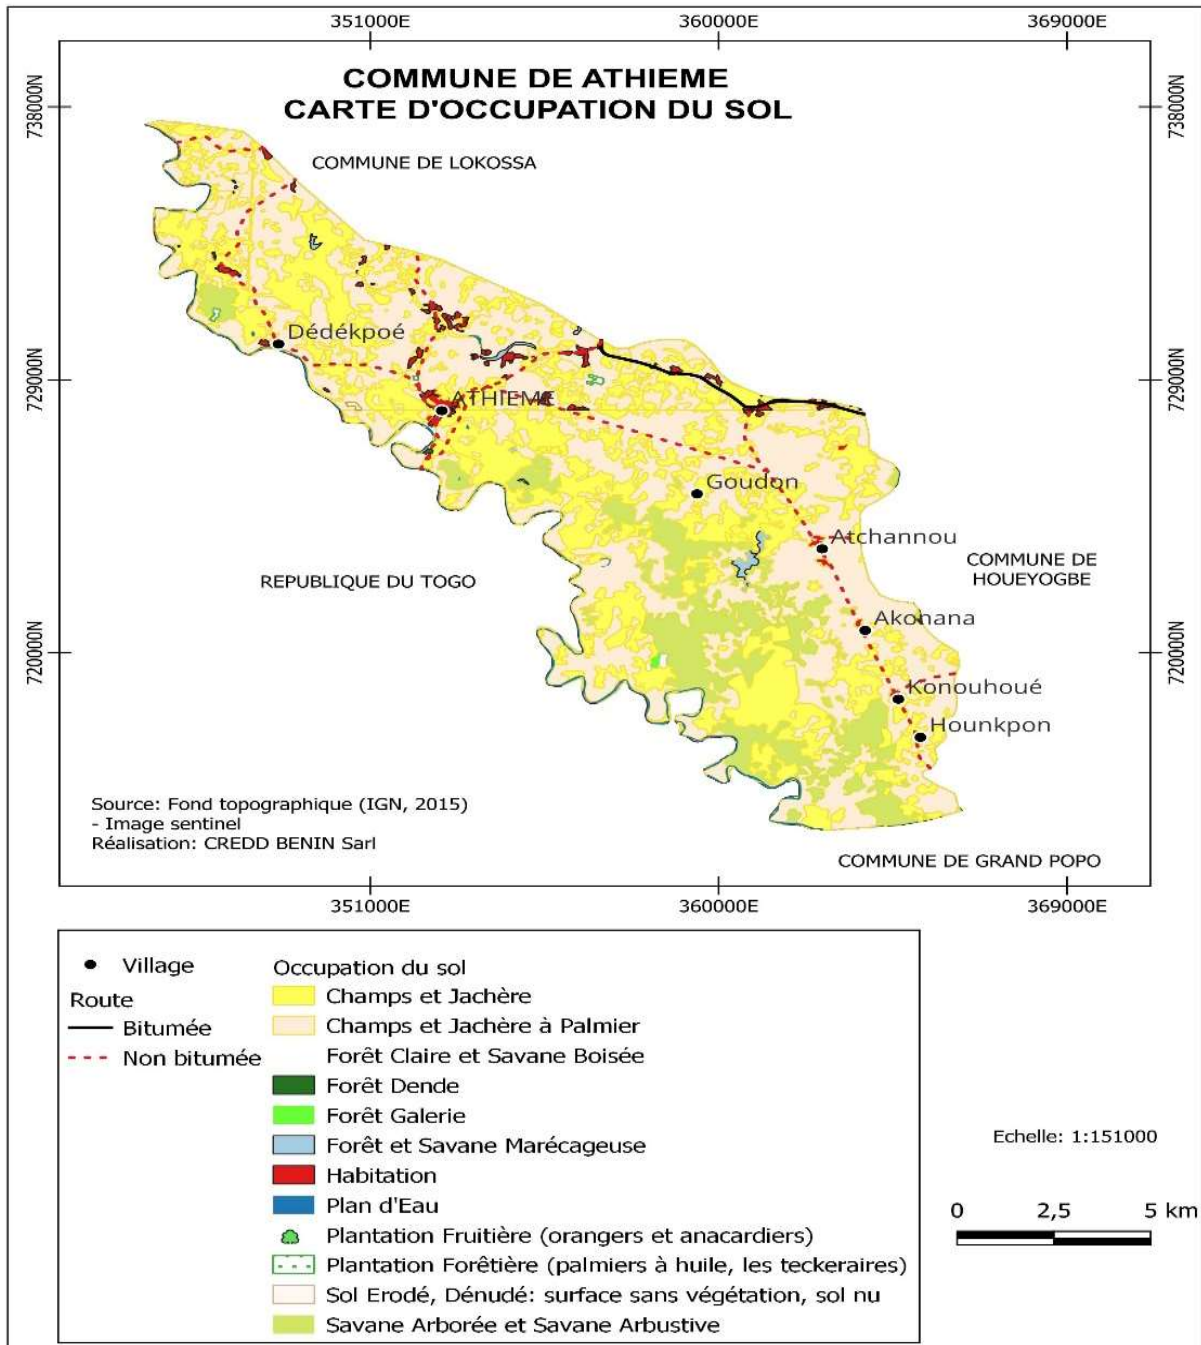 351000E
360000E
369000E
COMMUNE DE ATHIEME
CARTE D'OCCUPATION DU SOL
738000N
738000N
COMMUNE DE LOKOSSA
Dédékpoé
729000N
729000N
ATHIEME
Goudon
Atchannou
REPUBLIQUE DU TOGO
COMMUNE DE
HOUEYOGBE
Akonana
720000N
720000N
Konouhoué
Hounkpon
Source: Fond topographique (IGN, 2015)
- Image sentinel
Réalisation: CREDD BENIN Sarl
COMMUNE DE GRAND POPO
351000E
360000E
369000E
Village
Route
Bitumée
Non bitumée
Occupation du sol
Champs et Jachère
Champs et Jachère à Palmier
Forêt Claire et Savane Boisée
Forêt Dende
Forêt Galerie
Forêt et Savane Marécageuse
Habitation
Plan d'Eau
Plantation Fruitière (orangers et anacardiers)
Plantation Forêtière (palmiers à huile, les teckeraires)
Sol Erodé, Dénudé: surface sans végétation, sol nu
Savane Arborée et Savane Arbustive
Echelle: 1:151000
0 2,5 5 km